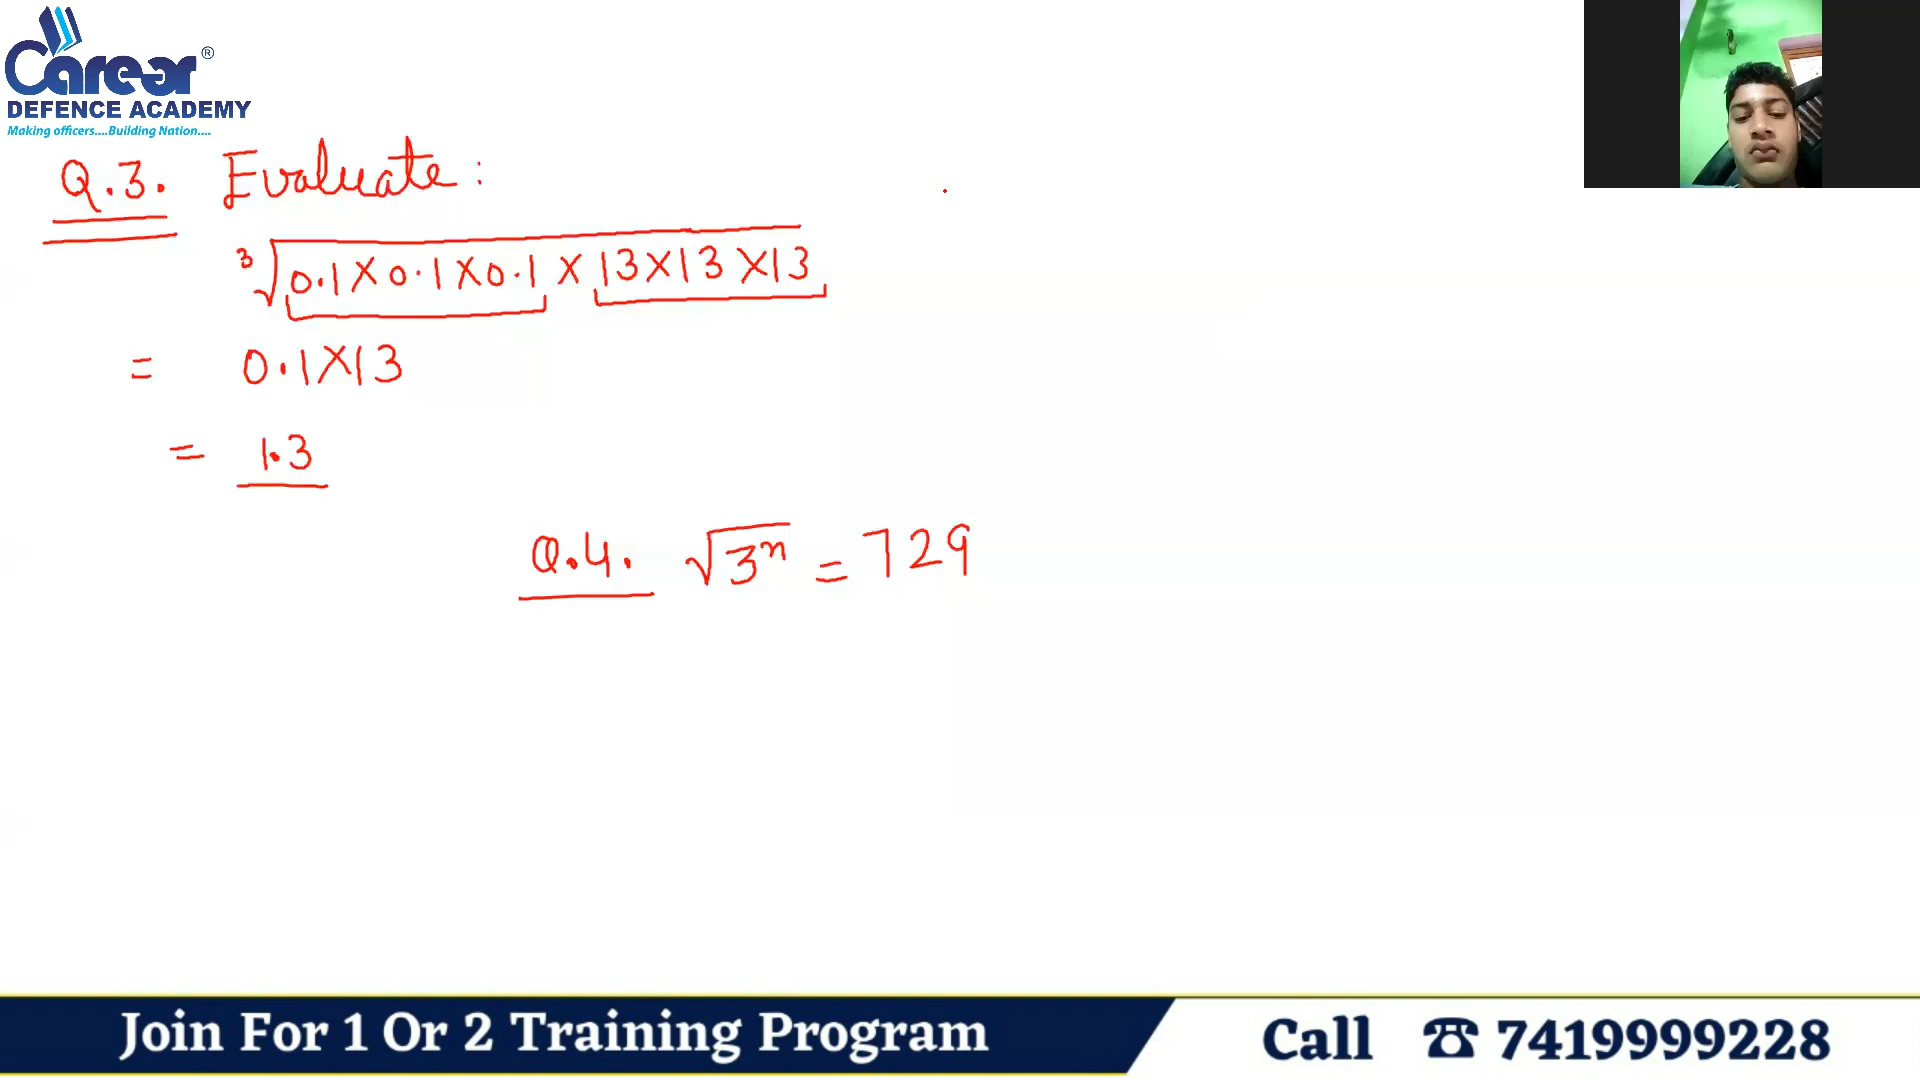 Carear®
DEFENCE ACADEMY
Making officers....Building Nation....
Q.3. Evaluate:
³√0.1×0.1×0.1 × 13×13×13
= 0.1×13
= 1.3
Q.4. √3ⁿ = 729
Join For 1 Or 2 Training Program
Call ☎ 7419999228